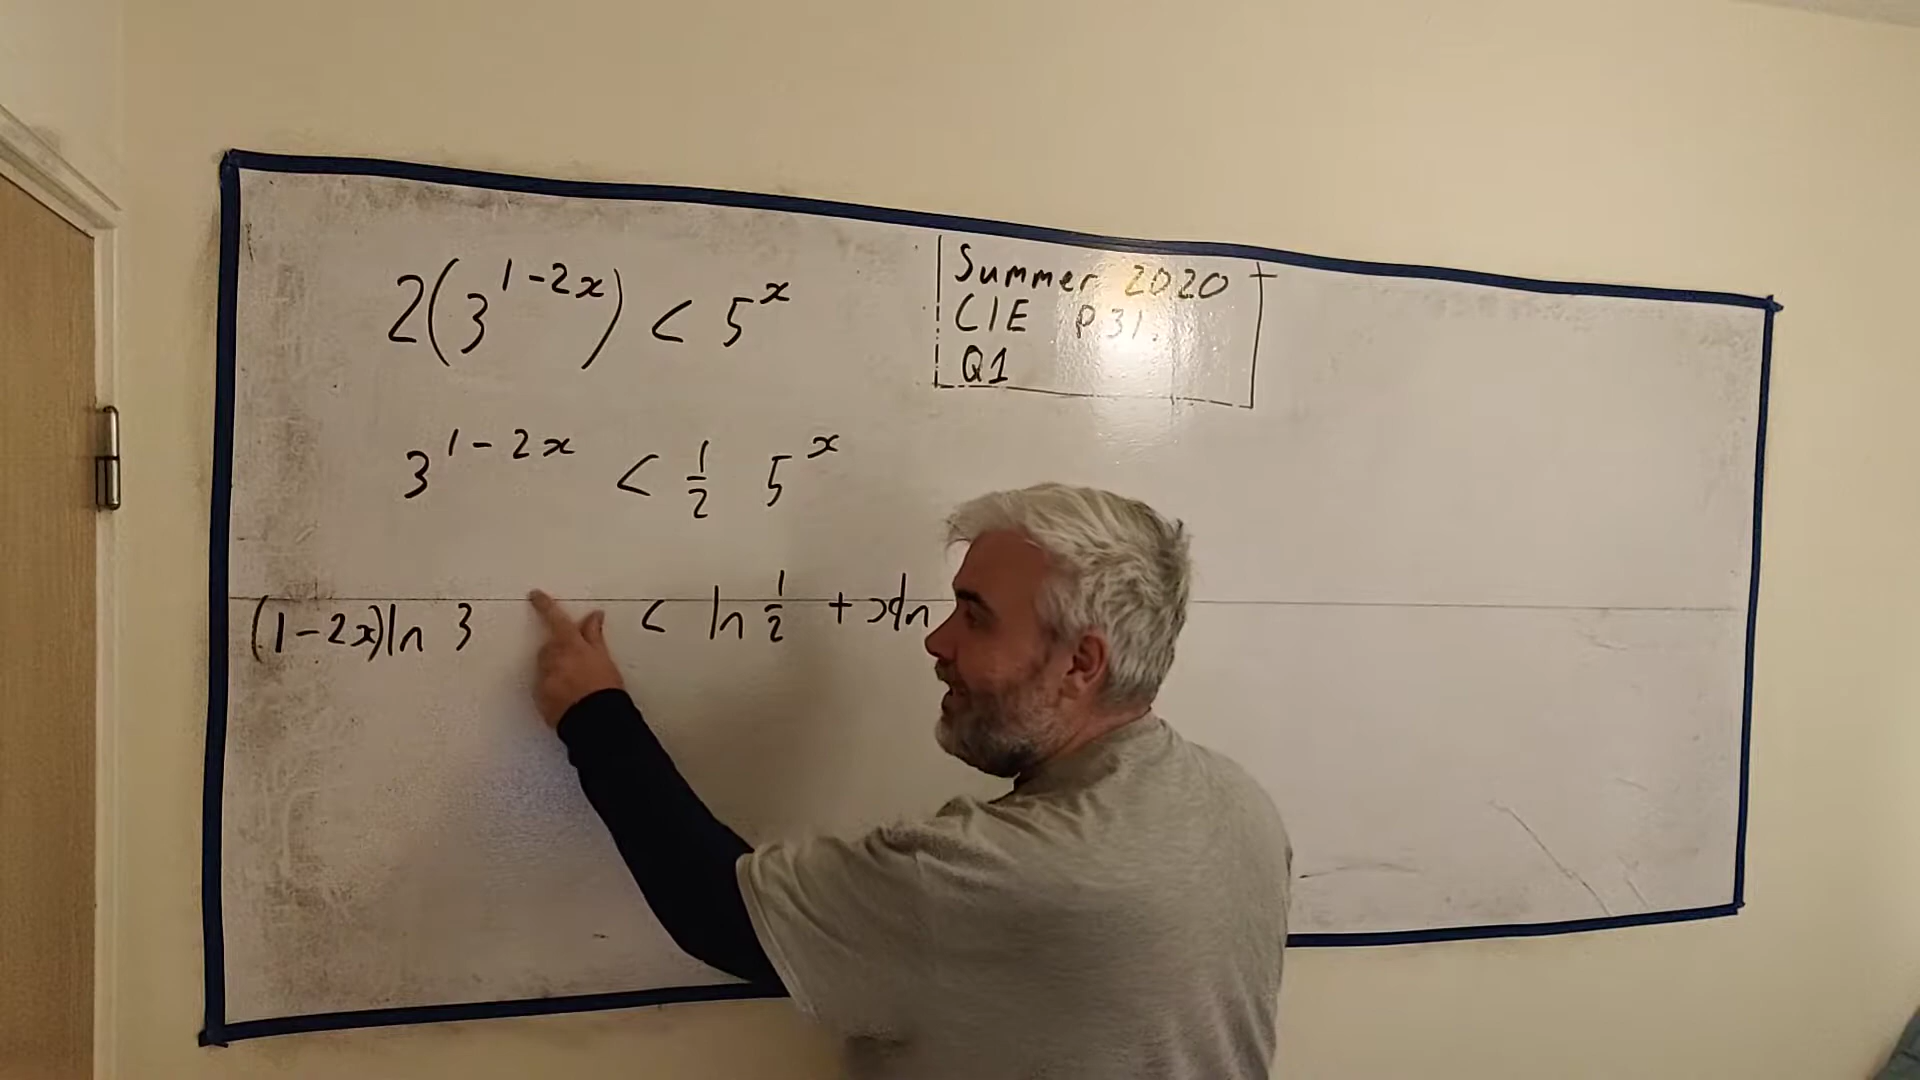 2(3^{1-2x}) < 5^x
Summer 2020
CIE P31.
Q1
3^{1-2x} < 1/2 5^x
(1-2x)ln 3 < ln 1/2 + xln